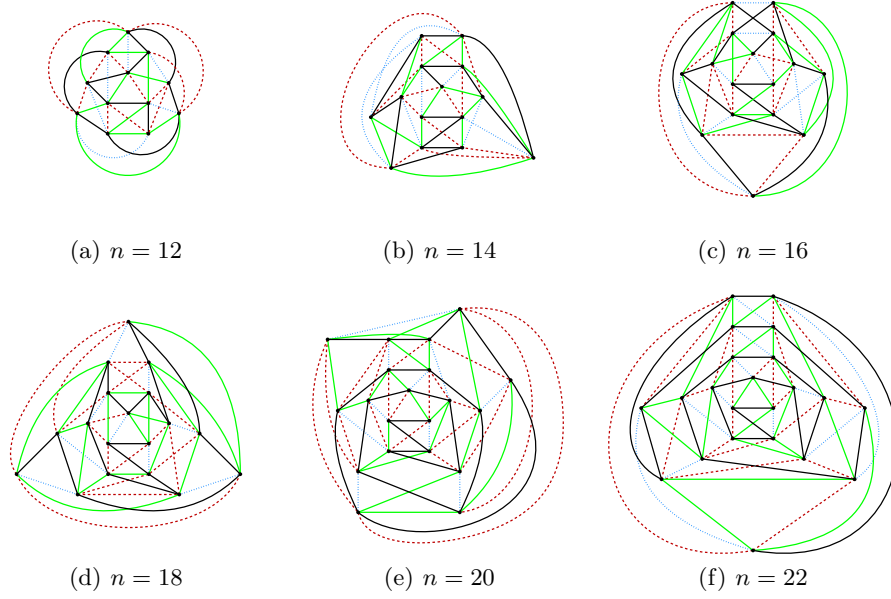 (a) n = 12
(b) n = 14
(c) n = 16
(d) n = 18
(e) n = 20
(f) n = 22